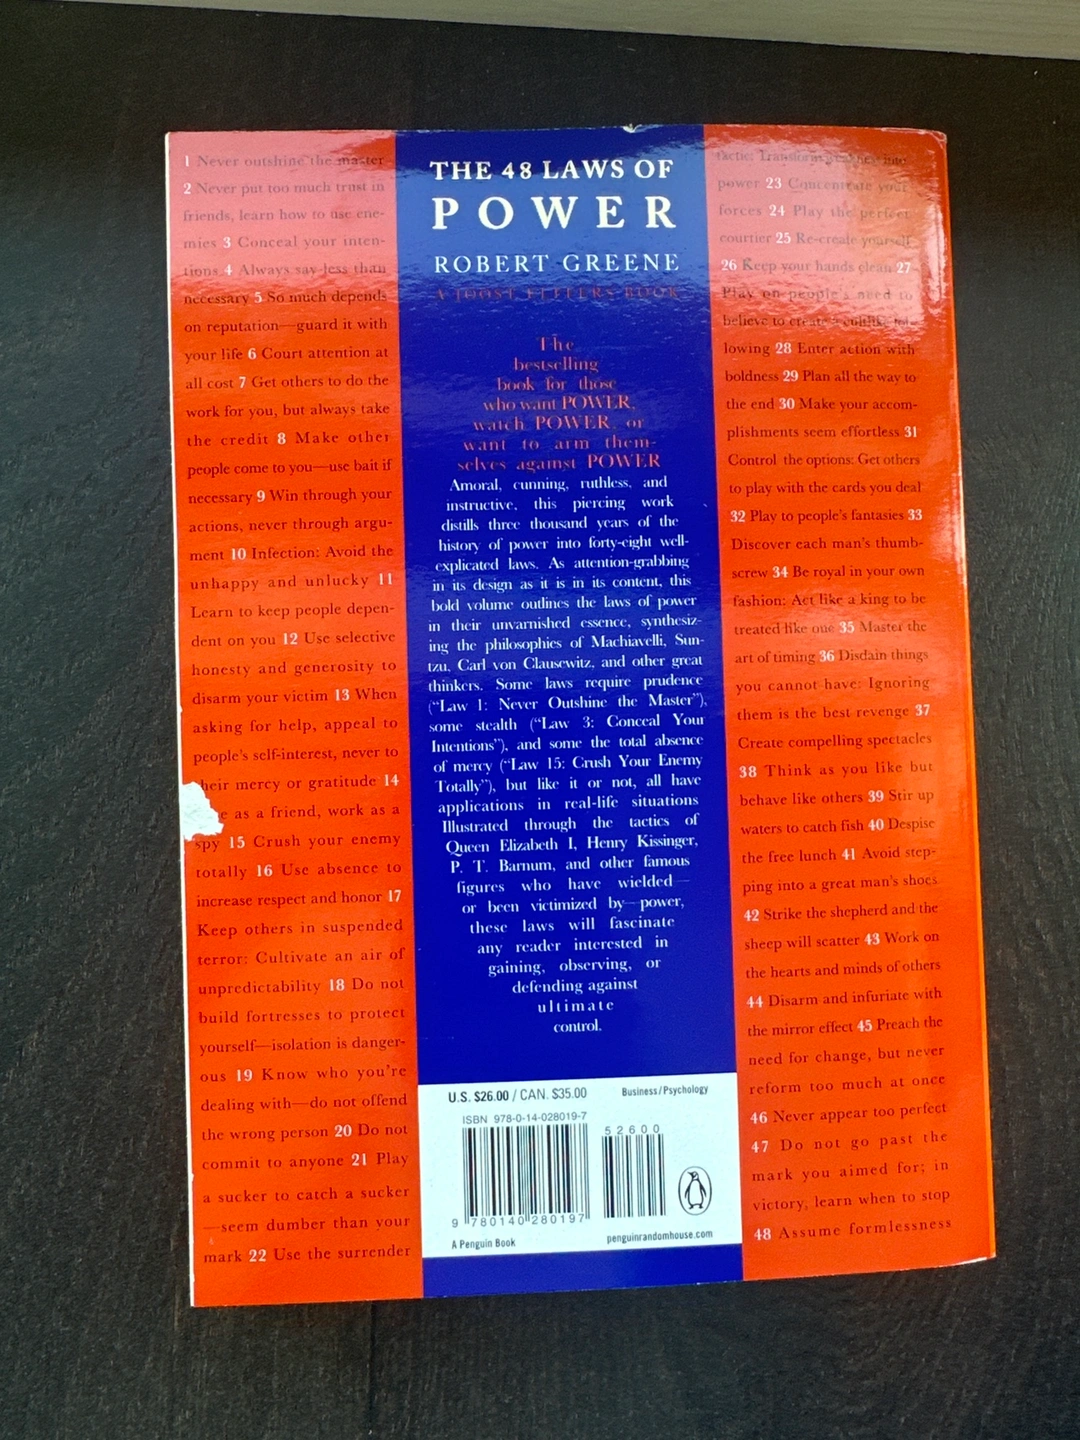 1 Never outshine the master
2 Never put too much trust in
friends, learn how to use ene-
mies 3 Conceal your inten-
tions 4 Always say less than
necessary 5 So much depends
on reputation—guard it with
your life 6 Court attention at
all cost 7 Get others to do the
work for you, but always take
the credit 8 Make other
people come to you—use bait if
necessary 9 Win through your
actions, never through argu-
ment 10 Infection: Avoid the
unhappy and unlucky 11
Learn to keep people depen-
dent on you 12 Use selective
honesty and generosity to
disarm your victim 13 When
asking for help, appeal to
people's self-interest, never to
their mercy or gratitude 14
as a friend, work as a
spy 15 Crush your enemy
totally 16 Use absence to
increase respect and honor 17
Keep others in suspended
terror: Cultivate an air of
unpredictability 18 Do not
build fortresses to protect
yourself—isolation is danger-
ous 19 Know who you're
dealing with—do not offend
the wrong person 20 Do not
commit to anyone 21 Play
a sucker to catch a sucker
—seem dumber than your
mark 22 Use the surrender
THE 48 LAWS OF
POWER
ROBERT GREENE
A JOOST ELFFERS BOOK
The
bestselling
book for those
who want POWER,
watch POWER, or
want to arm them-
selves against POWER
Amoral, cunning, ruthless, and
instructive, this piercing work
distills three thousand years of the
history of power into forty-eight well-
explicated laws. As attention-grabbing
in its design as it is in its content, this
bold volume outlines the laws of power
in their unvarnished essence, synthesiz-
ing the philosophies of Machiavelli, Sun-
tzu, Carl von Clausewitz, and other great
thinkers. Some laws require prudence
("Law 1: Never Outshine the Master"),
some stealth ("Law 3: Conceal Your
Intentions"), and some the total absence
of mercy ("Law 15: Crush Your Enemy
Totally"), but like it or not, all have
applications in real-life situations
Illustrated through the tactics of
Queen Elizabeth I, Henry Kissinger,
P. T. Barnum, and other famous
figures who have wielded—
or been victimized by—power,
these laws will fascinate
any reader interested in
gaining, observing, or
defending against
ultimate
control.
U.S. $26.00 / CAN. $35.00 Business/Psychology
ISBN 978-0-14-028019-7
52600
9 780140 280197
A Penguin Book penguinrandomhouse.com
tactic: Transform weakness into
power 23 Concentrate your
forces 24 Play the perfect
courtier 25 Re-create yourself
26 Keep your hands clean 27
Play on people's need to
believe to create a cultlike fol-
lowing 28 Enter action with
boldness 29 Plan all the way to
the end 30 Make your accom-
plishments seem effortless 31
Control the options: Get others
to play with the cards you deal
32 Play to people's fantasies 33
Discover each man's thumb-
screw 34 Be royal in your own
fashion: Act like a king to be
treated like one 35 Master the
art of timing 36 Disdain things
you cannot have: Ignoring
them is the best revenge 37
Create compelling spectacles
38 Think as you like but
behave like others 39 Stir up
waters to catch fish 40 Despise
the free lunch 41 Avoid step-
ping into a great man's shoes
42 Strike the shepherd and the
sheep will scatter 43 Work on
the hearts and minds of others
44 Disarm and infuriate with
the mirror effect 45 Preach the
need for change, but never
reform too much at once
46 Never appear too perfect
47 Do not go past the
mark you aimed for; in
victory, learn when to stop
48 Assume formlessness